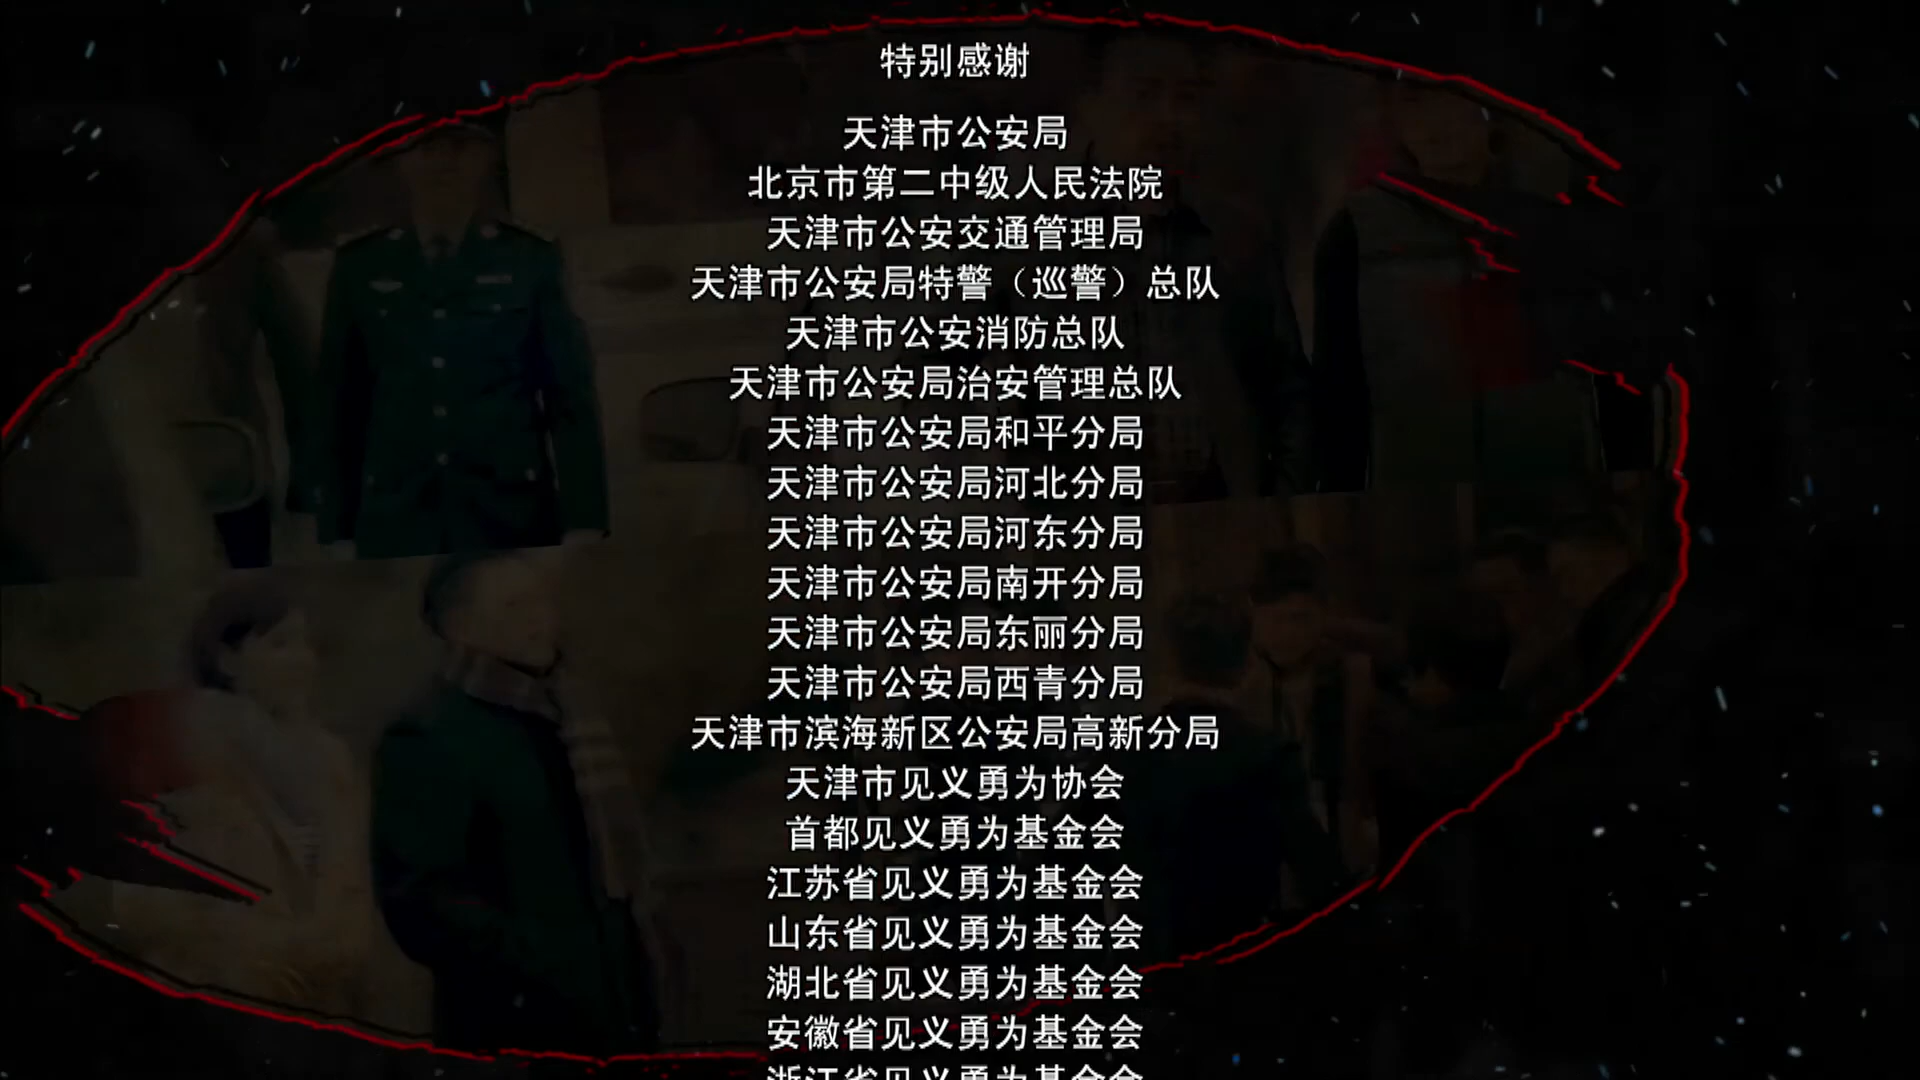 特别感谢
天津市公安局
北京市第二中级人民法院
天津市公安交通管理局
天津市公安局特警（巡警）总队
天津市公安消防总队
天津市公安局治安管理总队
天津市公安局和平分局
天津市公安局河北分局
天津市公安局河东分局
天津市公安局南开分局
天津市公安局东丽分局
天津市公安局西青分局
天津市滨海新区公安局高新分局
天津市见义勇为协会
首都见义勇为基金会
江苏省见义勇为基金会
山东省见义勇为基金会
湖北省见义勇为基金会
安徽省见义勇为基金会
浙江省见义勇为基金会